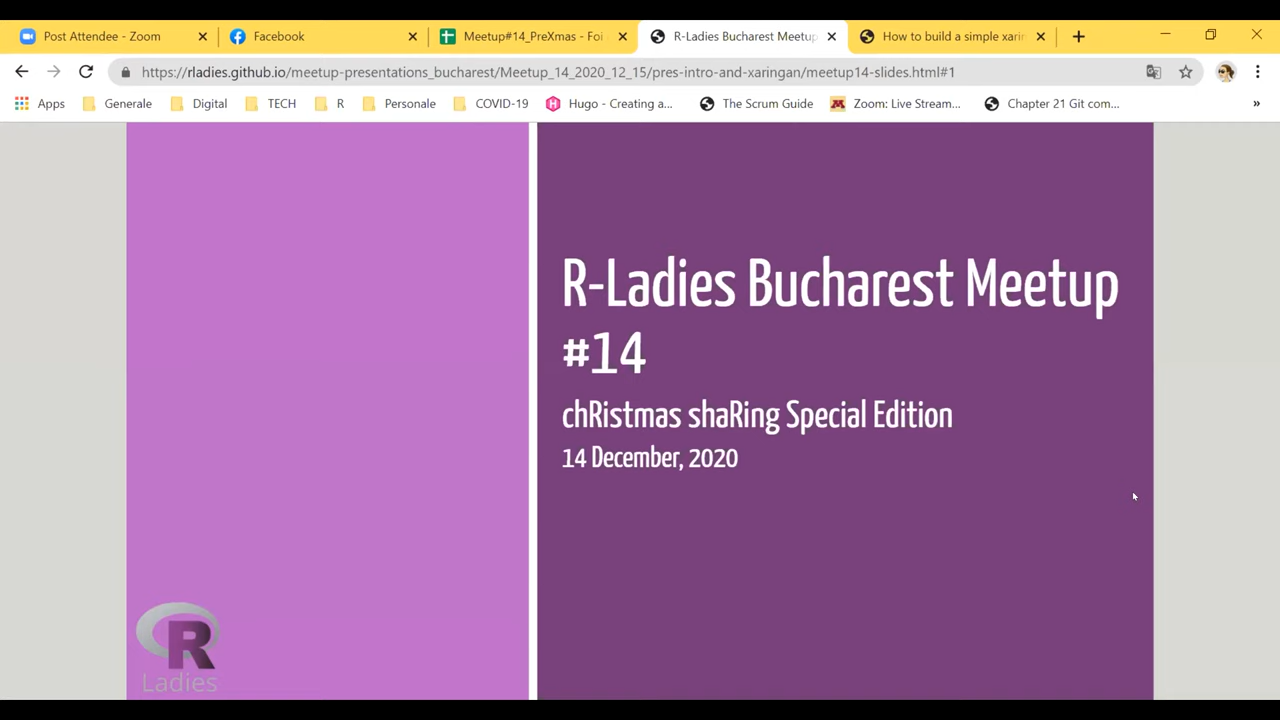 Post Attendee - Zoom
Facebook
Meetup#14_PreXmas - Foi
R-Ladies Bucharest Meetup
How to build a simple xarin
https://rladies.github.io/meetup-presentations_bucharest/Meetup_14_2020_12_15/pres-intro-and-xaringan/meetup14-slides.html#1
Apps Generale Digital TECH R Personale COVID-19 Hugo - Creating a... The Scrum Guide Zoom: Live Stream... Chapter 21 Git com... »
R-Ladies Bucharest Meetup
#14
chRistmas shaRing Special Edition
14 December, 2020
R
Ladies